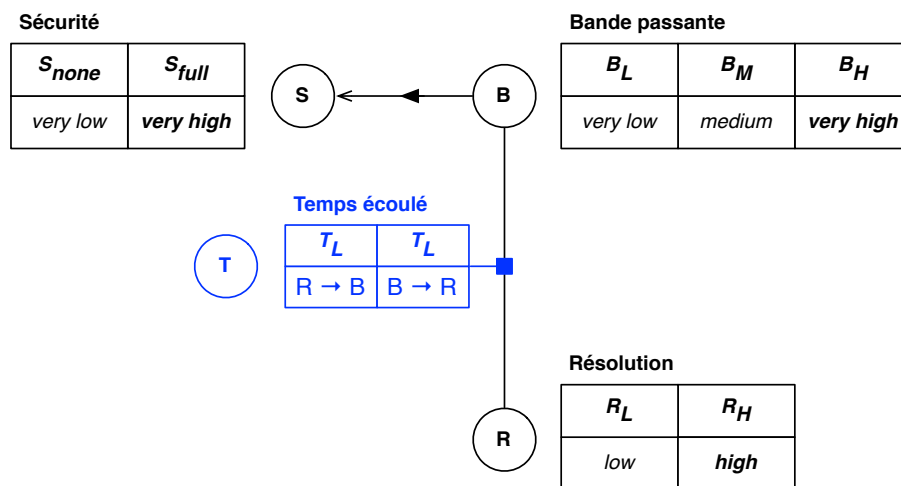 Sécurité
S_none S_full
very low very high
S
B
Bande passante
B_L B_M B_H
very low medium very high
T
Temps écoulé
T_L T_L
R → B B → R
R
Résolution
R_L R_H
low high